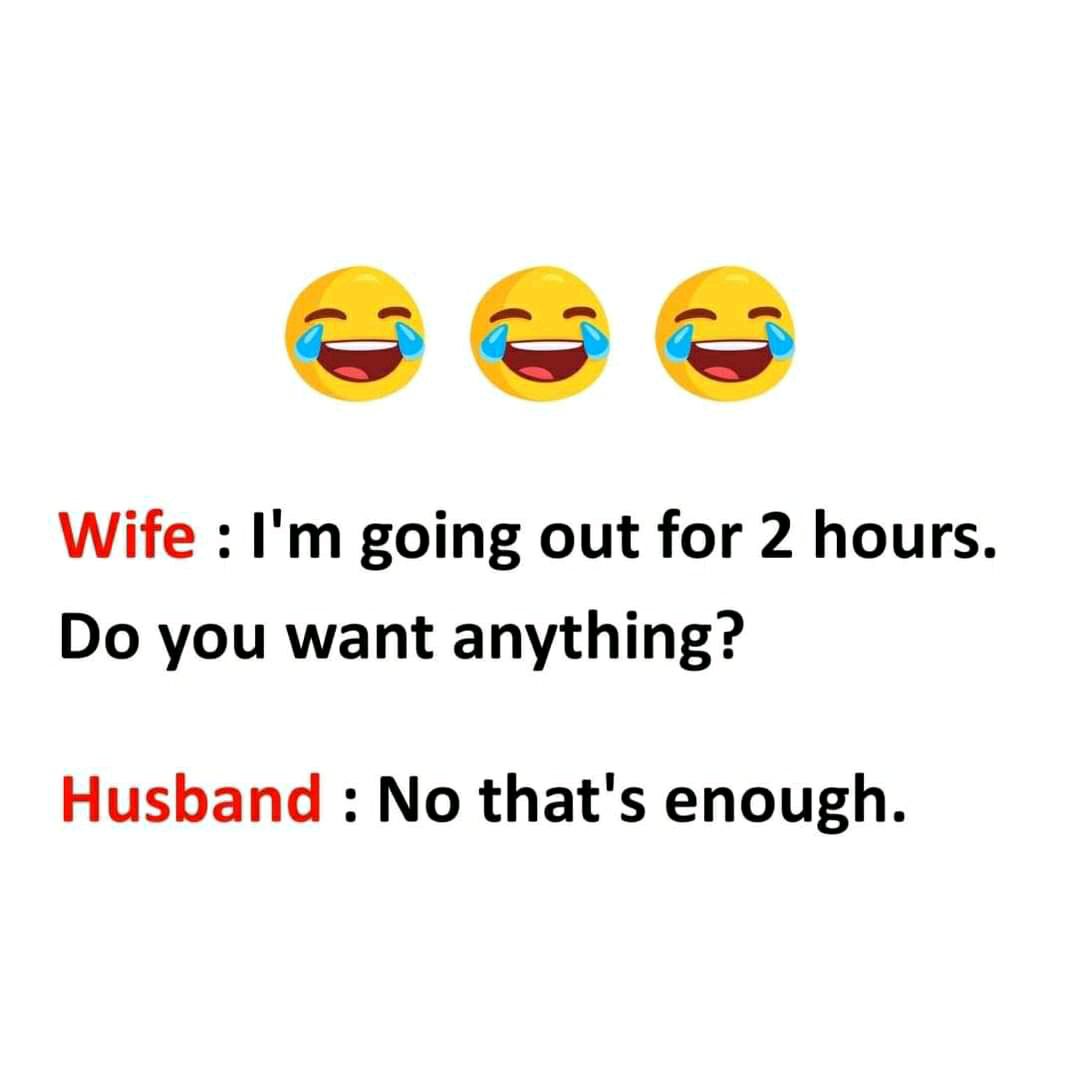 Wife : I'm going out for 2 hours.
Do you want anything?
Husband : No that's enough.